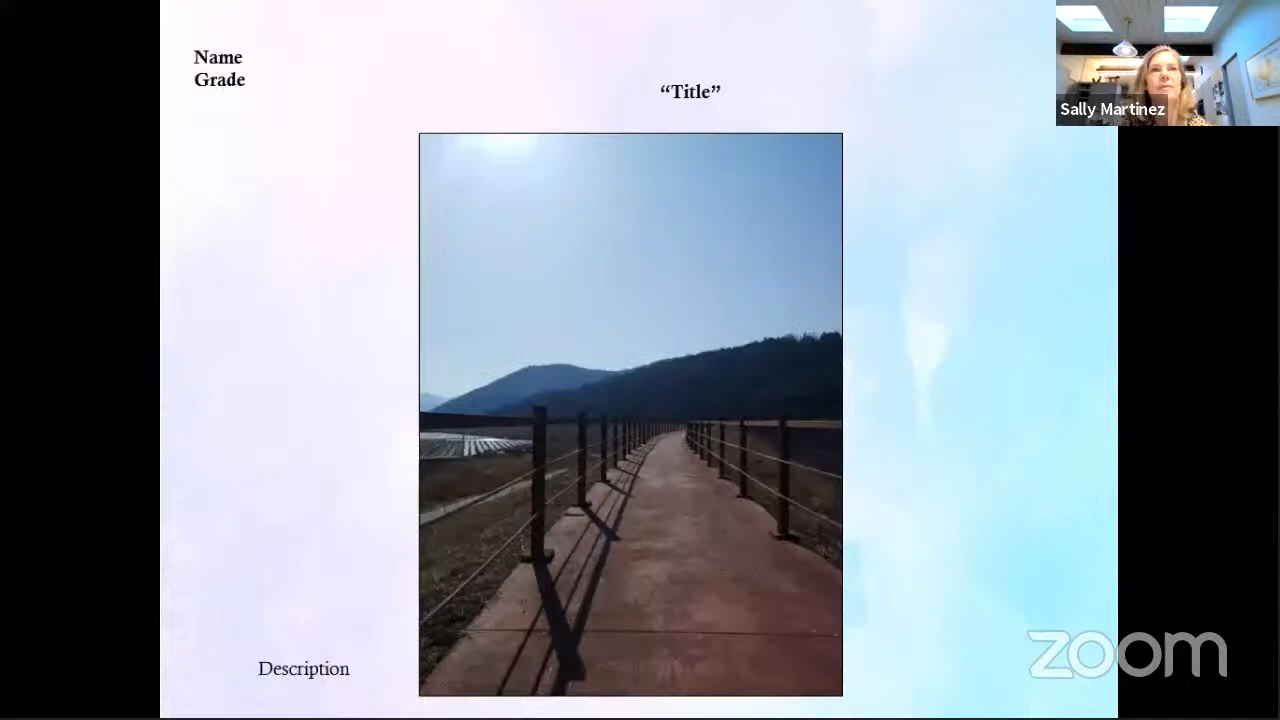 Name
Grade
“Title”
Sally Martinez
Description
zoom